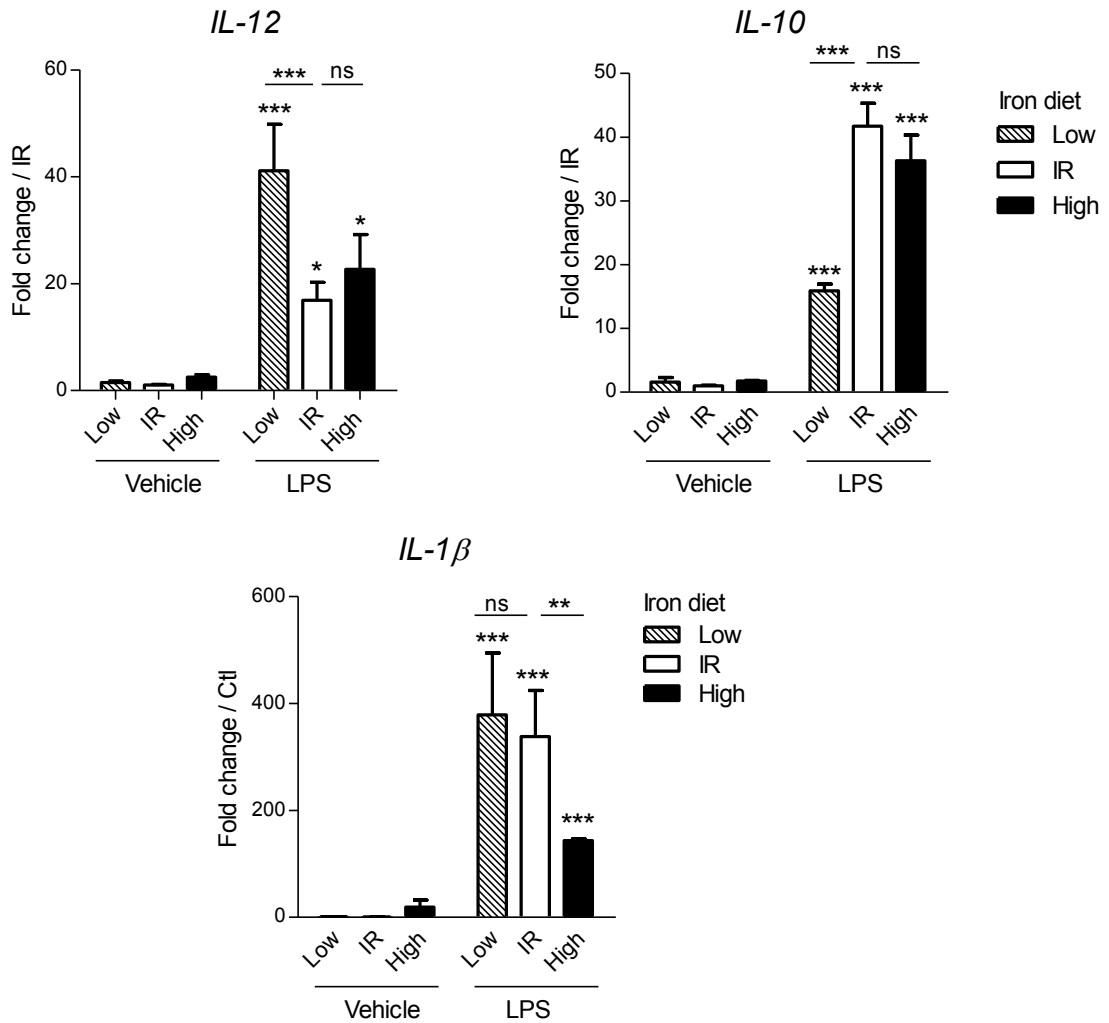 IL-12
Fold change / IR
60
40
20
0
*** ns
***
*
*
Low IR High Low IR High
Vehicle LPS
IL-10
Fold change / IR
50
40
30
20
10
0
*** ns
***
***
***
Low IR High Low IR High
Vehicle LPS
Iron diet
Low
IR
High
IL-1β
Fold change / Ctl
600
400
200
0
ns **
***
***
***
Low IR High Low IR High
Vehicle LPS
Iron diet
Low
IR
High